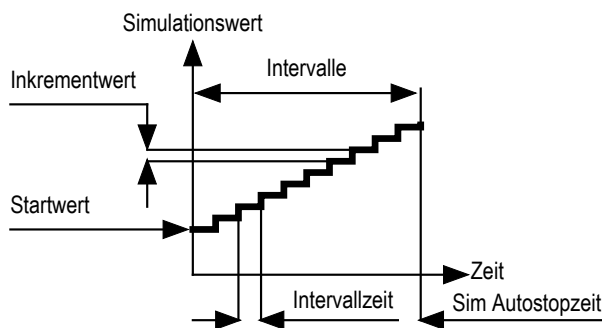 Simulationswert
Intervalle
Inkrementwert
Startwert
Zeit
Intervallzeit
Sim Autostopzeit